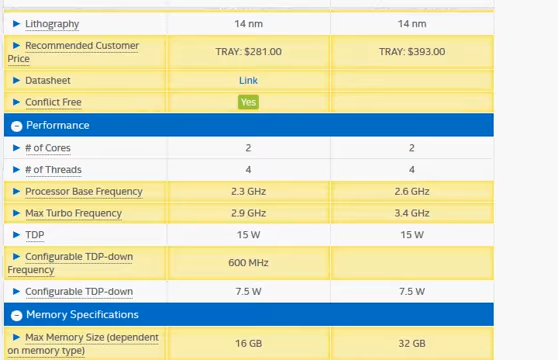 Lithography 14 nm 14 nm
Recommended Customer
Price TRAY: $281.00 TRAY: $393.00
Datasheet Link
Conflict Free Yes
Performance
# of Cores 2 2
# of Threads 4 4
Processor Base Frequency 2.3 GHz 2.6 GHz
Max Turbo Frequency 2.9 GHz 3.4 GHz
TDP 15 W 15 W
Configurable TDP-down
Frequency 600 MHz
Configurable TDP-down 7.5 W 7.5 W
Memory Specifications
Max Memory Size (dependent
on memory type) 16 GB 32 GB